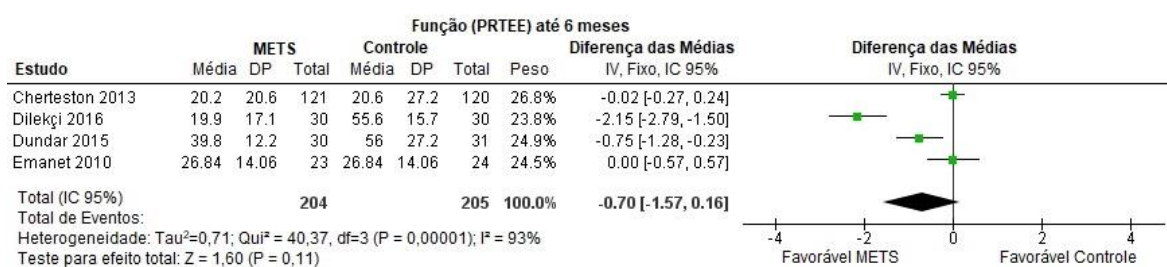 Função (PRTEE) até 6 meses
METS Controle Diferença das Médias Diferença das Médias
Estudo Média DP Total Média DP Total Peso IV, Fixo, IC 95% IV, Fixo, IC 95%
Cherteston 2013 20.2 20.6 121 20.6 27.2 120 26.8% -0.02 [-0.27, 0.24]
Dilekçi 2016 19.9 17.1 30 55.6 15.7 30 23.8% -2.15 [-2.79, -1.50]
Dundar 2015 39.8 12.2 30 56 27.2 31 24.9% -0.75 [-1.28, -0.23]
Emanet 2010 26.84 14.06 23 26.84 14.06 24 24.5% 0.00 [-0.57, 0.57]
Total (IC 95%) 204 205 100.0% -0.70 [-1.57, 0.16]
Total de Eventos:
Heterogeneidade: Tau²=0,71; Qui² = 40,37, df=3 (P = 0,00001); I² = 93%
Teste para efeito total: Z = 1,60 (P = 0,11)
-4 -2 0 2 4
Favorável METS Favorável Controle